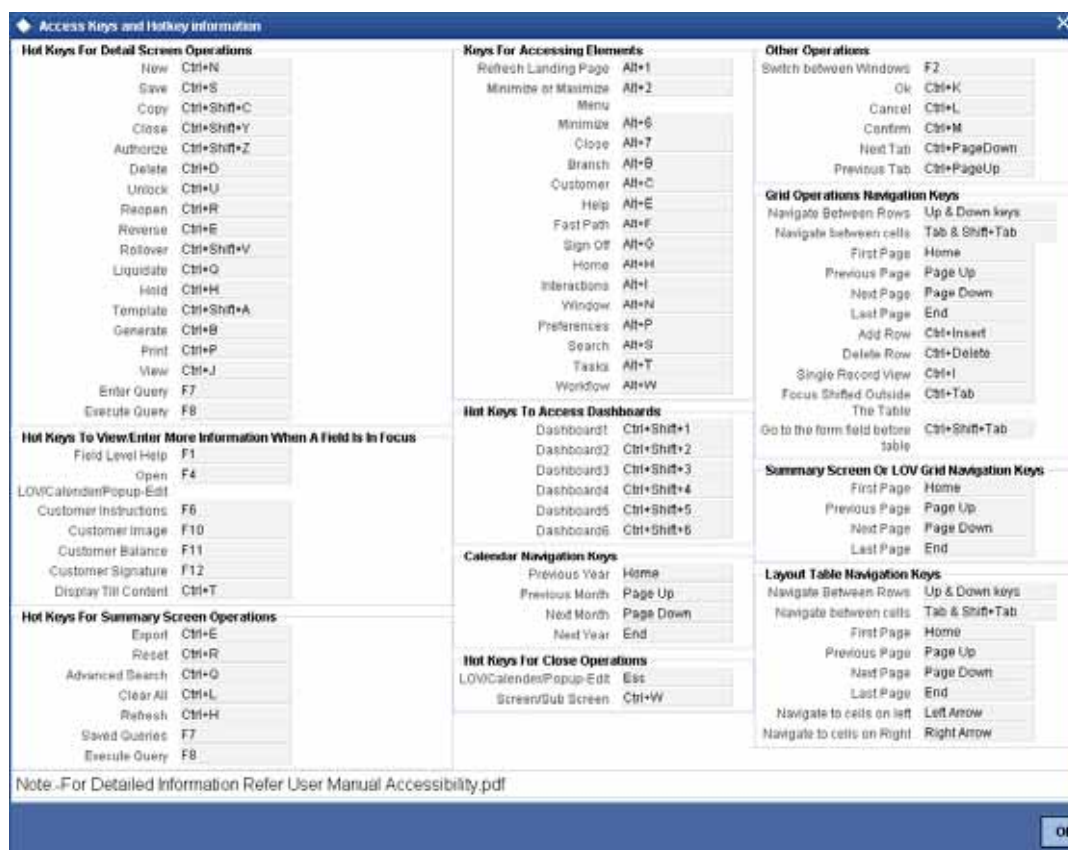 Access Keys and Hotkey information
Hot Keys For Detail Screen Operations
New Ctrl+N
Save Ctrl+S
Copy Ctrl+Shift+C
Close Ctrl+Shift+Y
Authorize Ctrl+Shift+Z
Delete Ctrl+D
Unlock Ctrl+U
Reopen Ctrl+R
Reverse Ctrl+E
Rollover Ctrl+Shift+V
Liquidate Ctrl+Q
Hold Ctrl+H
Template Ctrl+Shift+A
Generate Ctrl+B
Print Ctrl+P
View Ctrl+J
Enter Query F7
Execute Query F8
Hot Keys To View/Enter More Information When A Field Is In Focus
Field Level Help F1
Open F4
LOV/Calender/Popup-Edit
Customer Instructions F6
Customer Image F10
Customer Balance F11
Customer Signature F12
Display Till Content Ctrl+T
Hot Keys For Summary Screen Operations
Export Ctrl+E
Reset Ctrl+R
Advanced Search Ctrl+Q
Clear All Ctrl+L
Refresh Ctrl+H
Saved Queries F7
Execute Query F8
Keys For Accessing Elements
Refresh Landing Page Alt+1
Minimize or Maximize Alt+2
Menu
Minimize Alt+6
Close Alt+7
Branch Alt+B
Customer Alt+C
Help Alt+E
Fast Path Alt+F
Sign Off Alt+G
Home Alt+H
Interactions Alt+I
Window Alt+N
Preferences Alt+P
Search Alt+S
Tasks Alt+T
Workflow Alt+W
Hot Keys To Access Dashboards
Dashboard1 Ctrl+Shift+1
Dashboard2 Ctrl+Shift+2
Dashboard3 Ctrl+Shift+3
Dashboard4 Ctrl+Shift+4
Dashboard5 Ctrl+Shift+5
Dashboard6 Ctrl+Shift+6
Calendar Navigation Keys
Previous Year Home
Previous Month Page Up
Next Month Page Down
Next Year End
Hot Keys For Close Operations
LOV/Calender/Popup-Edit Esc
Screen/Sub Screen Ctrl+W
Other Operations
Switch between Windows F2
Ok Ctrl+K
Cancel Ctrl+L
Confirm Ctrl+M
Next Tab Ctrl+PageDown
Previous Tab Ctrl+PageUp
Grid Operations Navigation Keys
Navigate Between Rows Up & Down keys
Navigate between cells Tab & Shift+Tab
First Page Home
Previous Page Page Up
Next Page Page Down
Last Page End
Add Row Ctrl+Insert
Delete Row Ctrl+Delete
Single Record View Ctrl+I
Focus Shifted Outside Ctrl+Tab
The Table
Go to the form field before Ctrl+Shift+Tab
table
Summary Screen Or LOV Grid Navigation Keys
First Page Home
Previous Page Page Up
Next Page Page Down
Last Page End
Layout Table Navigation Keys
Navigate Between Rows Up & Down keys
Navigate between cells Tab & Shift+Tab
First Page Home
Previous Page Page Up
Next Page Page Down
Last Page End
Navigate to cells on left Left Arrow
Navigate to cells on Right Right Arrow
Note:-For Detailed Information Refer User Manual Accessibility.pdf